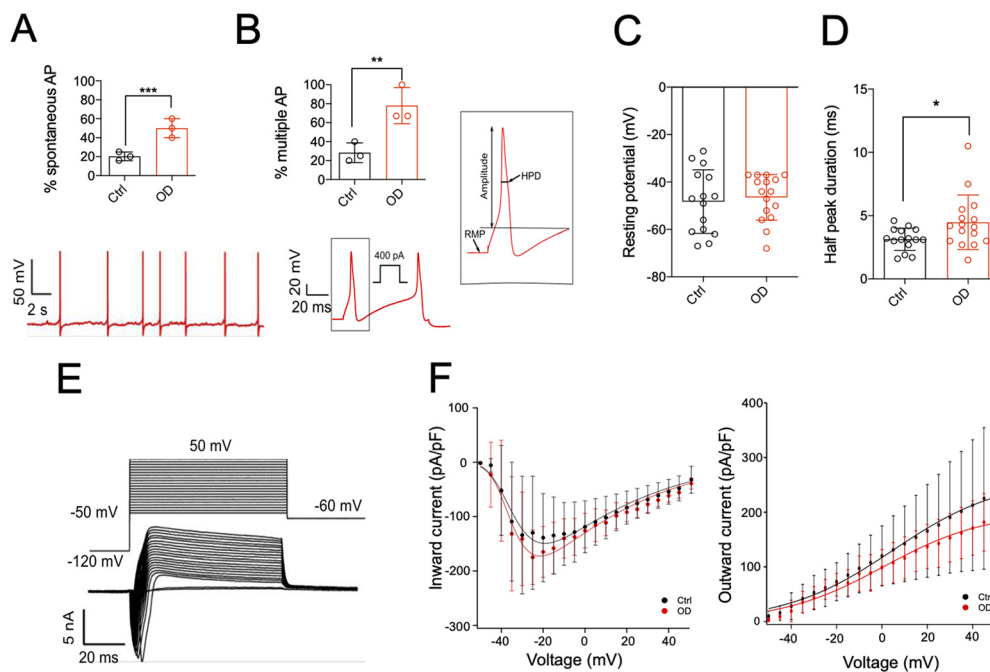 A
% spontaneous AP
100
80
60
40
20
0
***
Ctrl
OD
50 mV
2 s
B
% multiple AP
100
80
60
40
20
0
**
Ctrl
OD
20 mV
20 ms
400 pA
Amplitude
HPD
RMP
C
Resting potential (mV)
0
-20
-40
-60
-80
Ctrl
OD
D
Half peak duration (ms)
15
10
5
0
*
Ctrl
OD
E
50 mV
-50 mV
-60 mV
-120 mV
5 nA
20 ms
F
Inward current (pA/pF)
100
0
-100
-200
-300
-40
-20
0
20
40
Voltage (mV)
Ctrl
OD
Outward current (pA/pF)
400
300
200
100
0
-40
-20
0
20
40
Voltage (mV)
Ctrl
OD